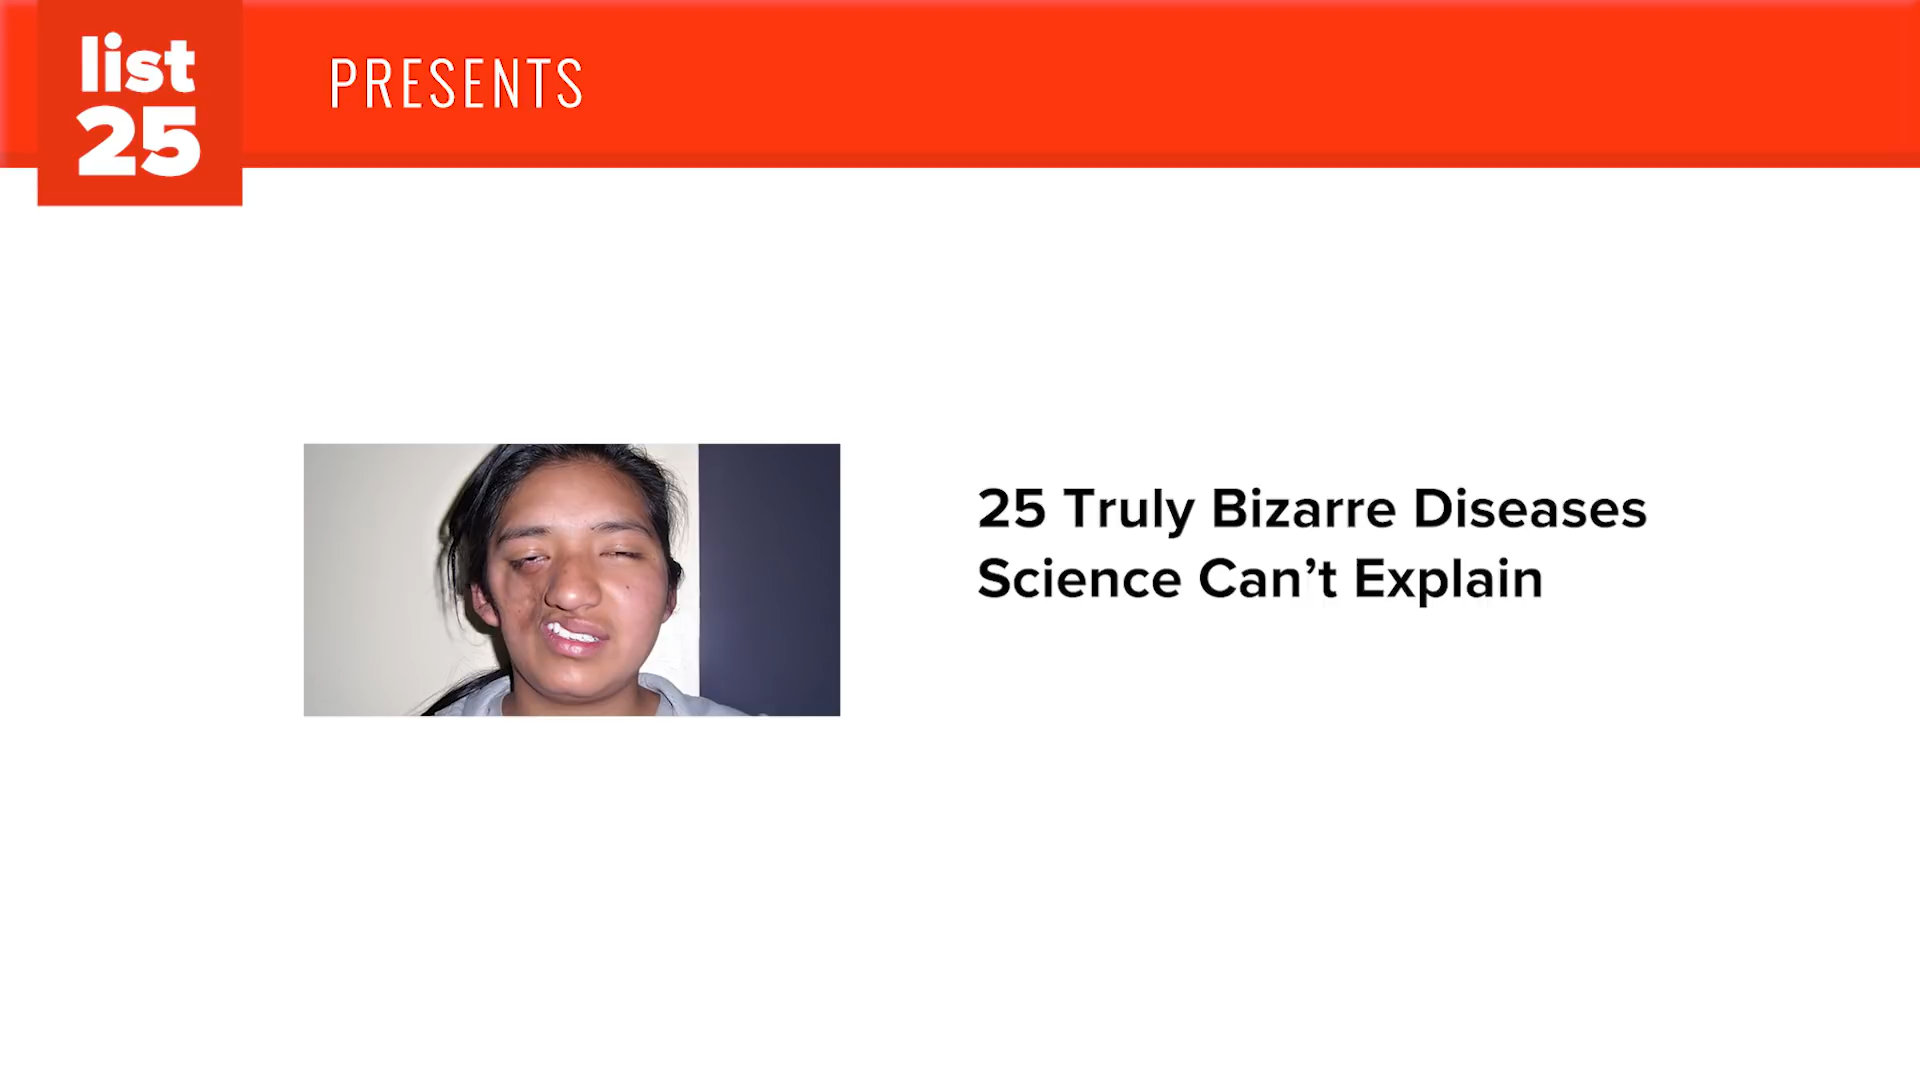 list
25
PRESENTS
25 Truly Bizarre Diseases
Science Can’t Explain